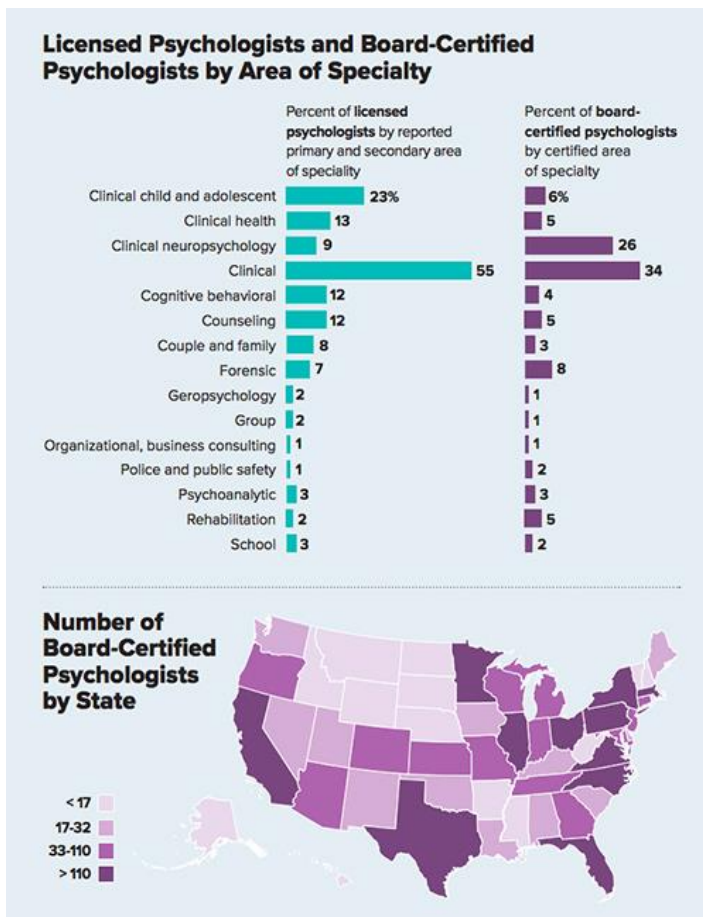 Licensed Psychologists and Board-Certified
Psychologists by Area of Specialty
Percent of licensed
psychologists by reported
primary and secondary area
of speciality
Percent of board-
certified psychologists
by certified area
of specialty
Clinical child and adolescent 23% 6%
Clinical health 13 5
Clinical neuropsychology 9 26
Clinical 55 34
Cognitive behavioral 12 4
Counseling 12 5
Couple and family 8 3
Forensic 7 8
Geropsychology 2 1
Group 2 1
Organizational, business consulting 1 1
Police and public safety 1 2
Psychoanalytic 3 3
Rehabilitation 2 5
School 3 2
Number of
Board-Certified
Psychologists
by State
< 17
17-32
33-110
> 110